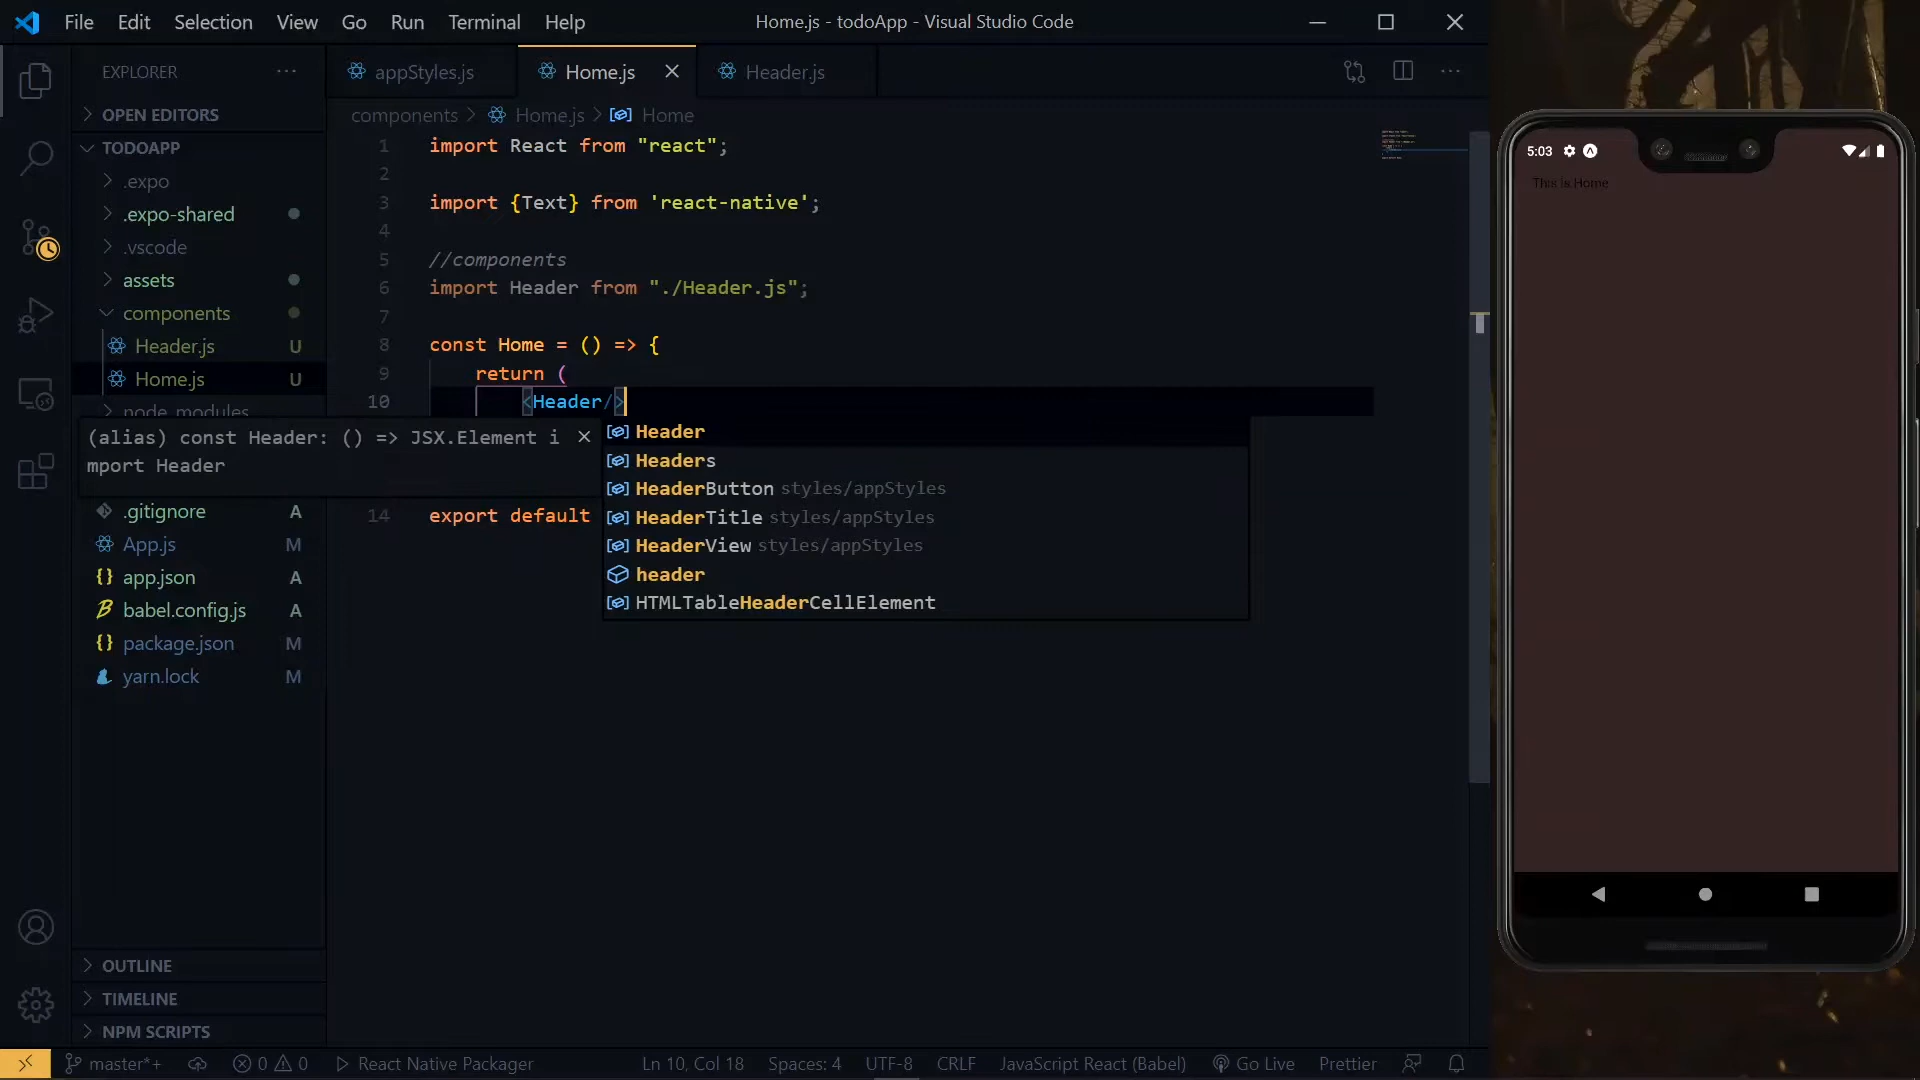 File Edit Selection View Go Run Terminal Help
Home.js - todoApp - Visual Studio Code
EXPLORER
OPEN EDITORS
TODOAPP
.expo
.expo-shared
.vscode
assets
components
Header.js U
Home.js U
node_modules
.gitignore A
App.js M
app.json A
babel.config.js A
package.json M
yarn.lock M
OUTLINE
TIMELINE
NPM SCRIPTS
appStyles.js
Home.js
Header.js
components > Home.js > Home
1 import React from "react";
2
3 import {Text} from 'react-native';
4
5 //components
6 import Header from "./Header.js";
7
8 const Home = () => {
9 return (
10 <Header/>
14 export default
(alias) const Header: () => JSX.Element i
mport Header
Header
Headers
HeaderButton styles/appStyles
HeaderTitle styles/appStyles
HeaderView styles/appStyles
header
HTMLTableHeaderCellElement
master*+
0 0
React Native Packager
Ln 10, Col 18
Spaces: 4
UTF-8
CRLF
JavaScript React (Babel)
Go Live
Prettier
5:03
This is Home